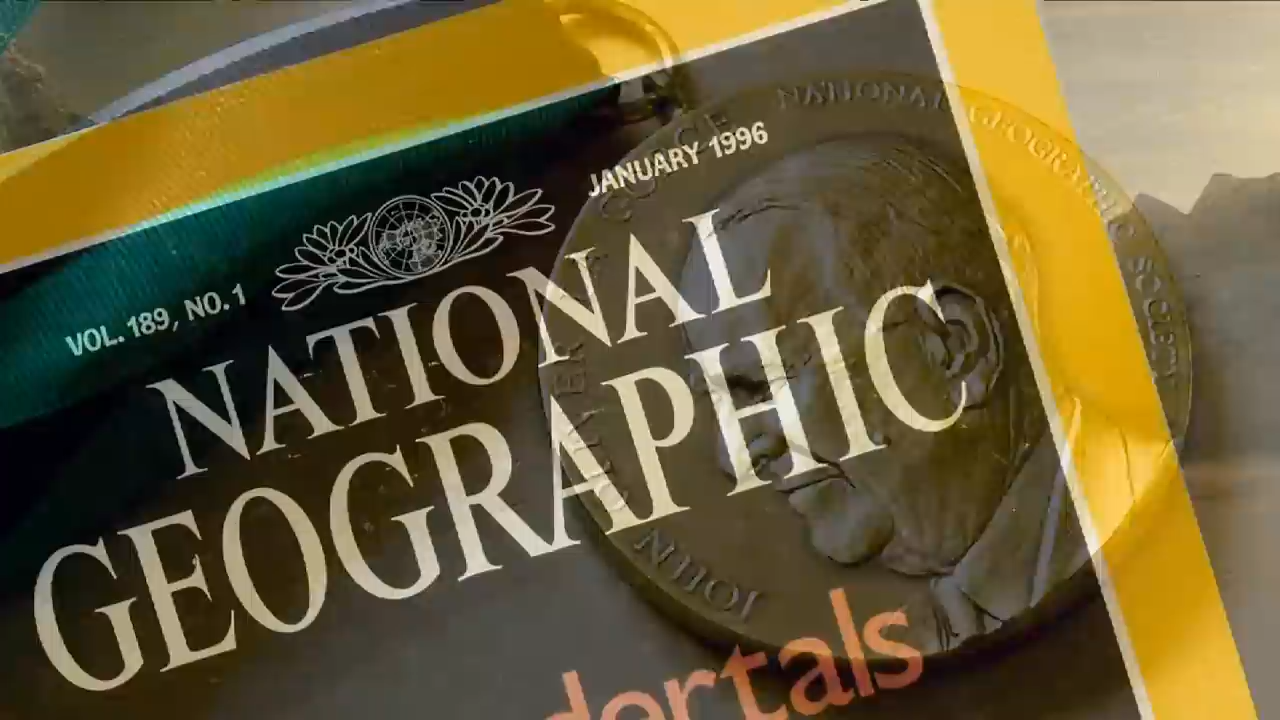 JANUARY 1996
VOL. 189, NO. 1
NATIONAL
GEOGRAPHIC
NATIONAL GEOGRAPHIC SOCIETY
JOHN
dertals